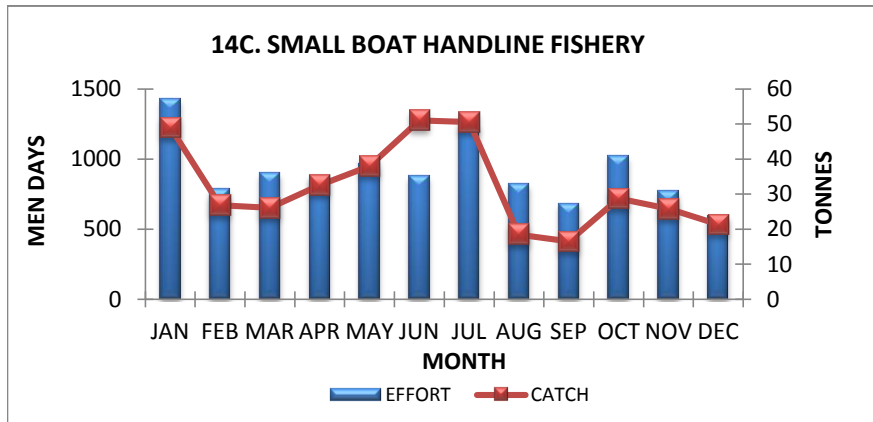 14C. SMALL BOAT HANDLINE FISHERY
1500
1000
500
0
MEN DAYS
60
50
40
30
20
10
0
TONNES
JAN FEB MAR APR MAY JUN JUL AUG SEP OCT NOV DEC
MONTH
EFFORT CATCH